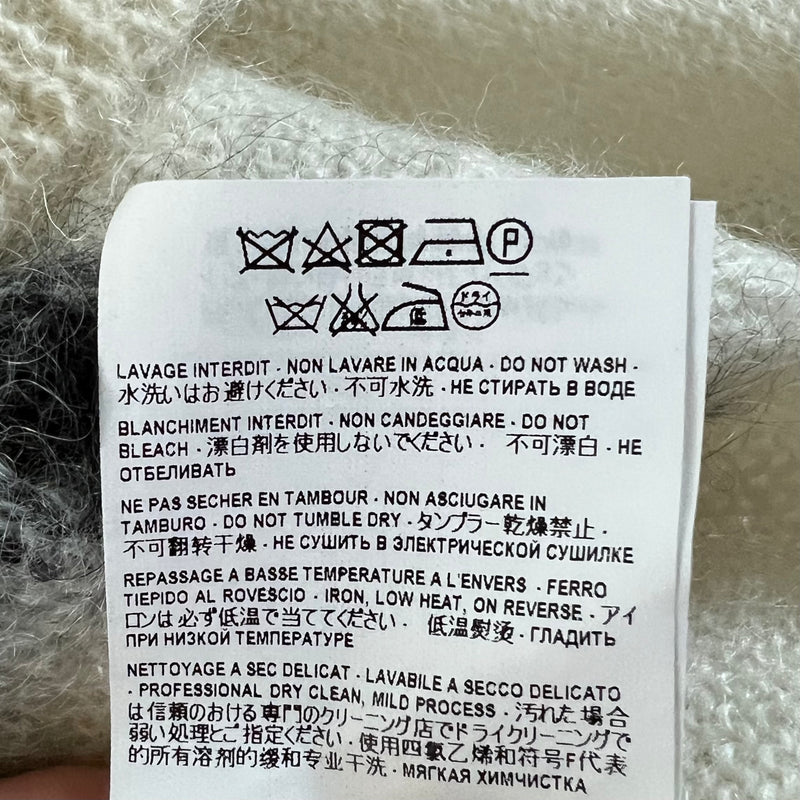 P
低 ドライ
LAVAGE INTERDIT - NON LAVARE IN ACQUA - DO NOT WASH -
水洗いはお避けください - 不可水洗 - НЕ СТИРАТЬ В ВОДЕ
BLANCHIMENT INTERDIT - NON CANDEGGIARE - DO NOT
BLEACH - 漂白剤を使用しないでください - 不可漂白 - НЕ
ОТБЕЛИВАТЬ
NE PAS SECHER EN TAMBOUR - NON ASCIUGARE IN
TAMBURO - DO NOT TUMBLE DRY - タンブラー乾燥禁止 -
不可翻转干燥 - НЕ СУШИТЬ В ЭЛЕКТРИЧЕСКОЙ СУШИЛКЕ
REPASSAGE A BASSE TEMPERATURE A L'ENVERS - FERRO
TIEPIDO AL ROVESCIO - IRON, LOW HEAT, ON REVERSE - アイ
ロンは必ず低温で当ててください - 低温熨烫 - ГЛАДИТЬ
ПРИ НИЗКОЙ ТЕМПЕРАТУРЕ
NETTOYAGE A SEC DELICAT - LAVABILE A SECCO DELICATO
- PROFESSIONAL DRY CLEAN, MILD PROCESS - 汚れた場合
は信頼のおける専門のクリーニング店でドライクリーニングで
弱い処理とご指定ください - 使用四氯乙烯和符号F代表
的所有溶剂的缓和专业干洗 - МЯГКАЯ ХИМЧИСТКА